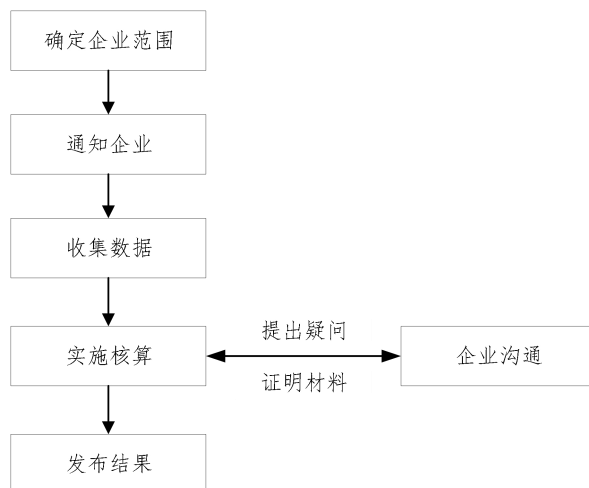 确定企业范围
通知企业
收集数据
提出疑问
实施核算
企业沟通
证明材料
发布结果